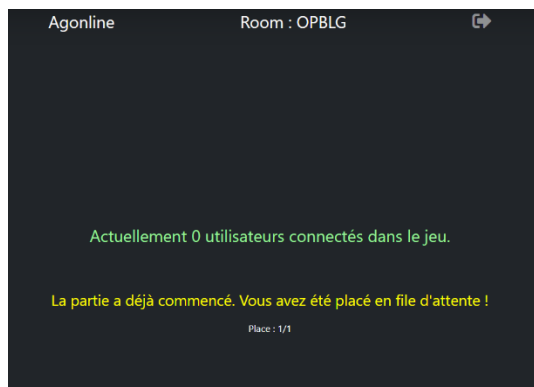 Agonline Room : OPBLG
Actuellement 0 utilisateurs connectés dans le jeu.
La partie a déjà commencé. Vous avez été placé en file d'attente !
Place : 1/1